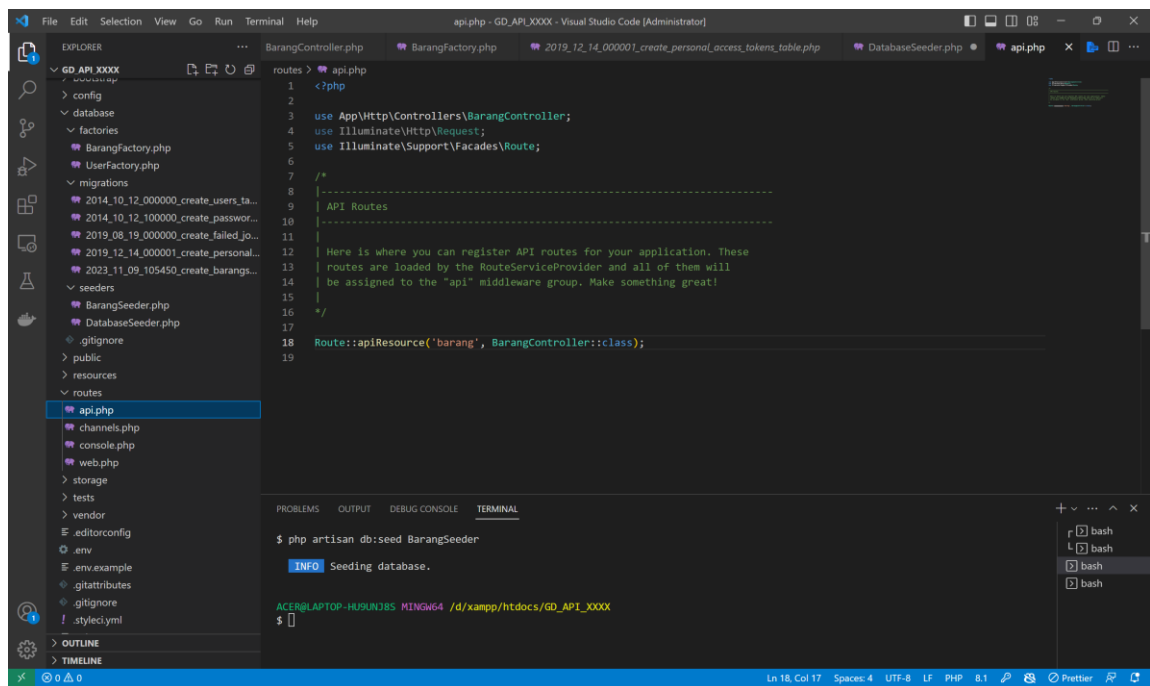 File Edit Selection View Go Run Terminal Help api.php - GD_API_XXXX - Visual Studio Code [Administrator]
EXPLORER
BarangController.php BarangFactory.php 2019_12_14_000001_create_personal_access_tokens_table.php DatabaseSeeder.php api.php
GD_API_XXXX
bootstrap
config
database
factories
BarangFactory.php
UserFactory.php
migrations
2014_10_12_000000_create_users_ta...
2014_10_12_100000_create_passwor...
2019_08_19_000000_create_failed_jo...
2019_12_14_000001_create_personal...
2023_11_09_105450_create_barangs...
seeders
BarangSeeder.php
DatabaseSeeder.php
.gitignore
public
resources
routes
api.php
channels.php
console.php
web.php
storage
tests
vendor
.editorconfig
.env
.env.example
.gitattributes
.gitignore
.styleci.yml
OUTLINE
TIMELINE
routes > api.php
1 <?php
2
3 use App\Http\Controllers\BarangController;
4 use Illuminate\Http\Request;
5 use Illuminate\Support\Facades\Route;
6
7 /*
8 |--------------------------------------------------------------------------
9 | API Routes
10 |--------------------------------------------------------------------------
11 |
12 | Here is where you can register API routes for your application. These
13 | routes are loaded by the RouteServiceProvider and all of them will
14 | be assigned to the "api" middleware group. Make something great!
15 |
16 */
17
18 Route::apiResource('barang', BarangController::class);
19
PROBLEMS OUTPUT DEBUG CONSOLE TERMINAL
$ php artisan db:seed BarangSeeder
INFO Seeding database.
ACER@LAPTOP-HU9UNJ8S MINGW64 /d/xampp/htdocs/GD_API_XXXX
$
bash
bash
bash
bash
0 0 Ln 18, Col 17 Spaces: 4 UTF-8 LF PHP 8.1 Prettier